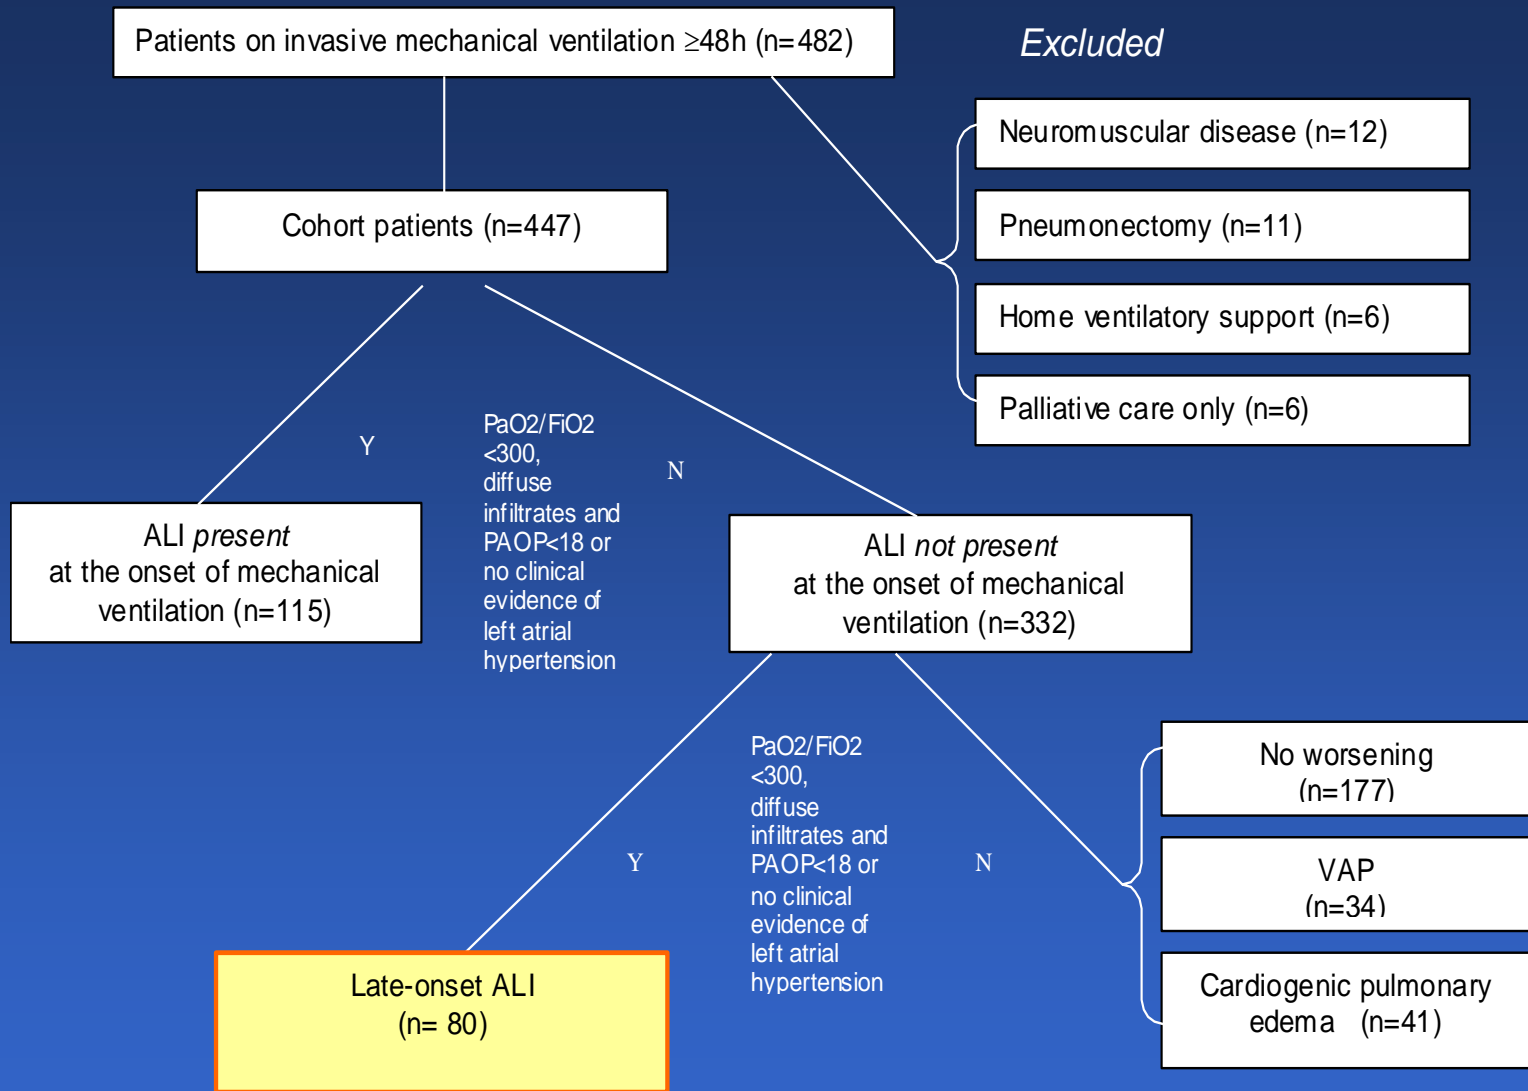 Patients on invasive mechanical ventilation ≥48h (n=482)
Excluded
Neuromuscular disease (n=12)
Pneumonectomy (n=11)
Home ventilatory support (n=6)
Palliative care only (n=6)
Cohort patients (n=447)
Y
PaO2/FiO2
<300,
diffuse
infiltrates and
PAOP<18 or
no clinical
evidence of
left atrial
hypertension
N
ALI present
at the onset of mechanical
ventilation (n=115)
ALI not present
at the onset of mechanical
ventilation (n=332)
Y
PaO2/FiO2
<300,
diffuse
infiltrates and
PAOP<18 or
no clinical
evidence of
left atrial
hypertension
N
No worsening
(n=177)
VAP
(n=34)
Cardiogenic pulmonary
edema (n=41)
Late-onset ALI
(n= 80)